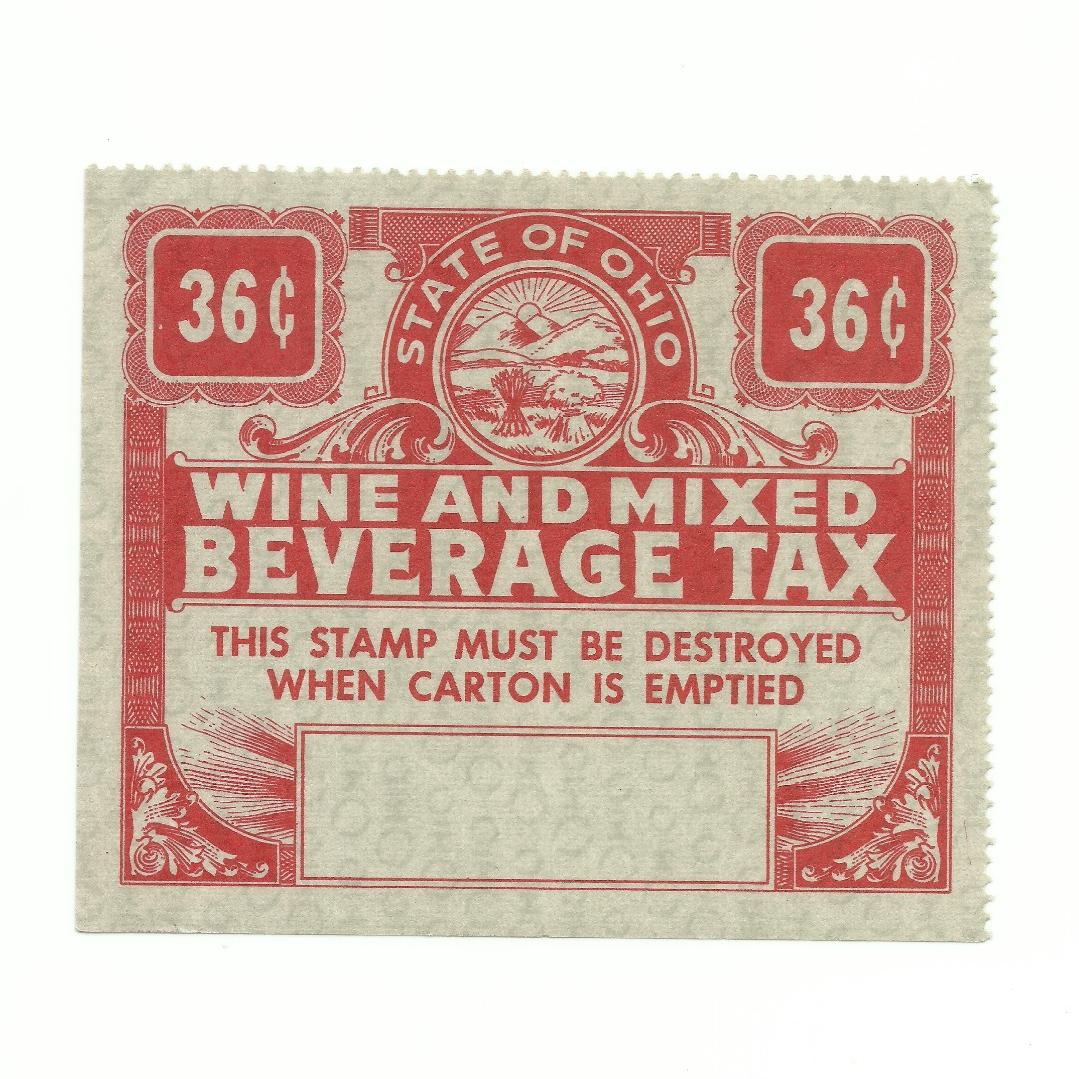 36¢
STATE OF OHIO
36¢
WINE AND MIXED
BEVERAGE TAX
THIS STAMP MUST BE DESTROYED
WHEN CARTON IS EMPTIED